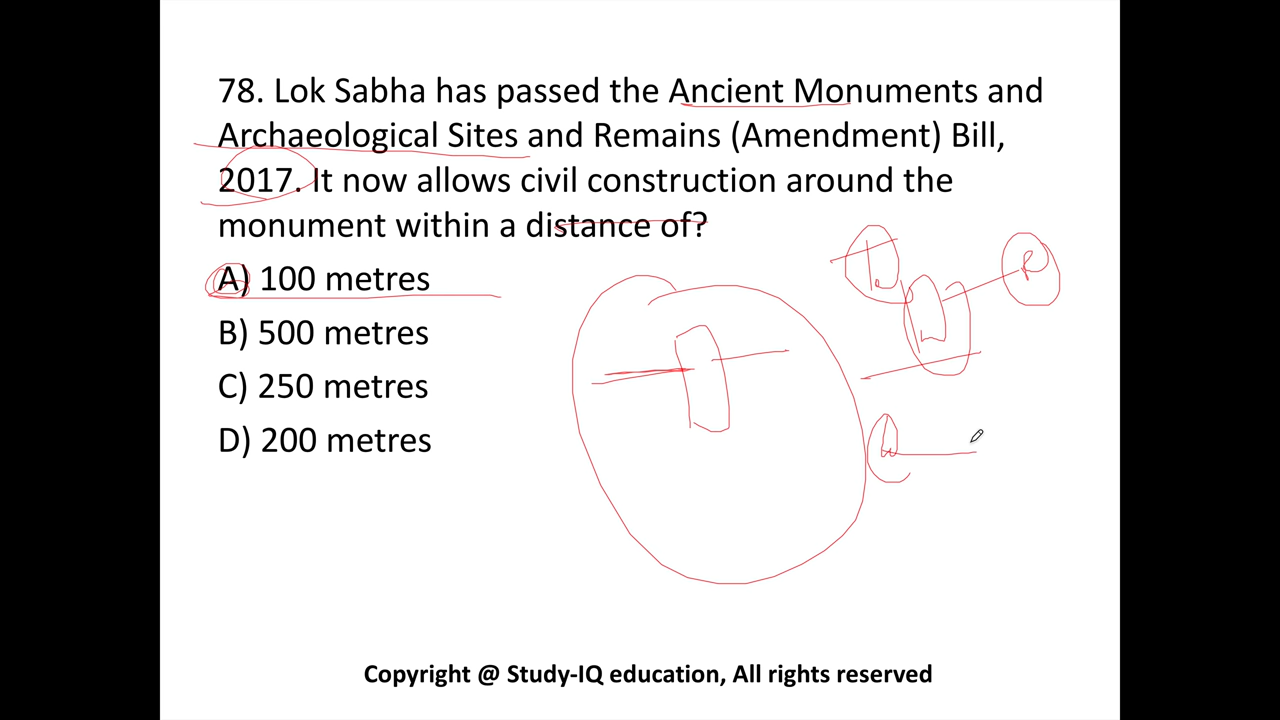 78. Lok Sabha has passed the Ancient Monuments and
Archaeological Sites and Remains (Amendment) Bill,
2017. It now allows civil construction around the
monument within a distance of?
A) 100 metres
B) 500 metres
C) 250 metres
D) 200 metres
Copyright @ Study-IQ education, All rights reserved